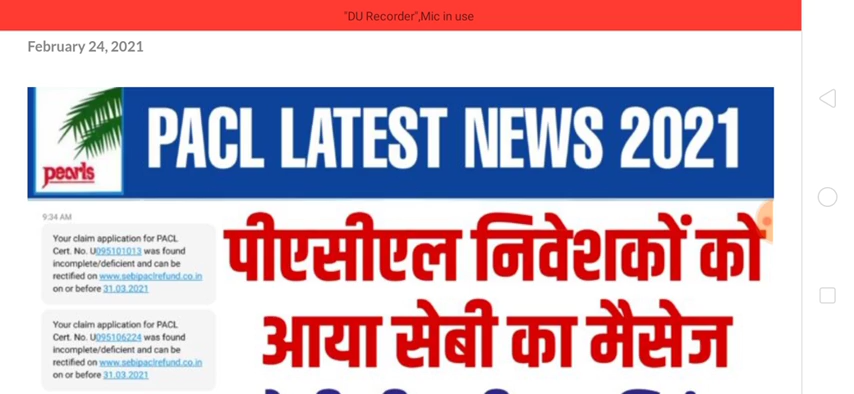 "DU Recorder",Mic in use
February 24, 2021
PACL LATEST NEWS 2021
pearls
9:34 AM
Your claim application for PACL
Cert. No. U095101013 was found
incomplete/deficient and can be
rectified on www.sebipaclrefund.co.in
on or before 31.03.2021
पीएसीएल निवेशकों को
आया सेबी का मैसेज
Your claim application for PACL
Cert. No. U095106224 was found
incomplete/deficient and can be
rectified on www.sebipaclrefund.co.in
on or before 31.03.2021